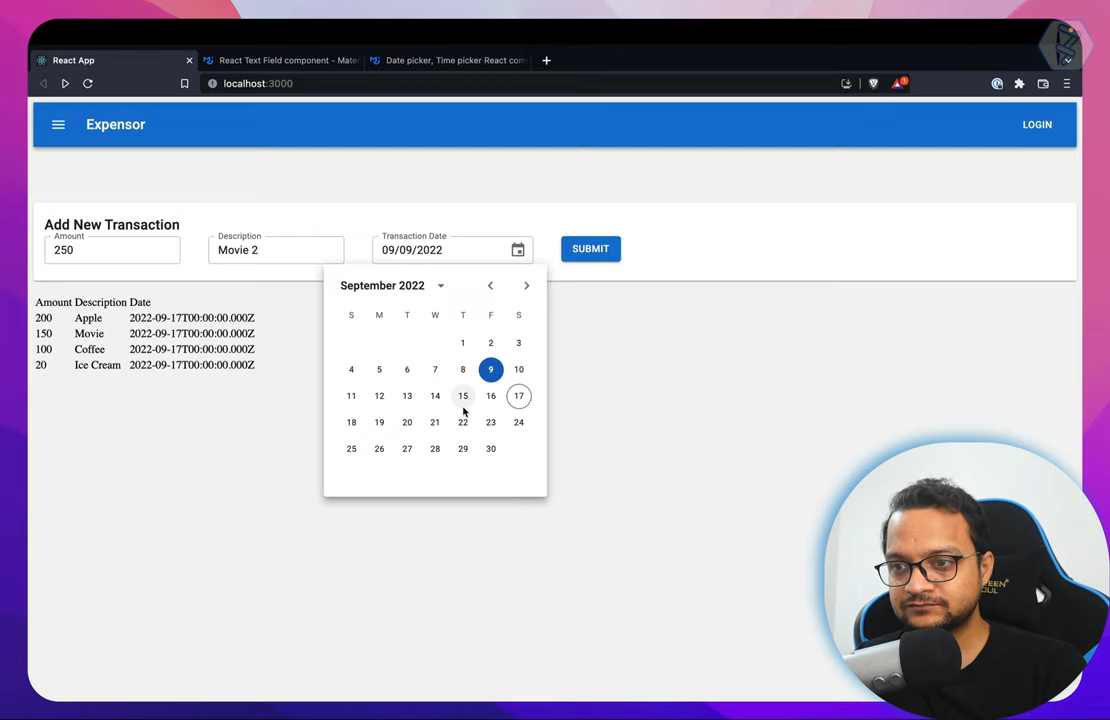 React App
React Text Field component - Mate
Date picker, Time picker React com
localhost:3000
1
Expensor
LOGIN
Add New Transaction
Amount
250
Description
Movie 2
Transaction Date
09/09/2022
SUBMIT
September 2022
S M T W T F S
1 2 3
4 5 6 7 8 9 10
11 12 13 14 15 16 17
18 19 20 21 22 23 24
25 26 27 28 29 30
Amount Description Date
200 Apple 2022-09-17T00:00:00.000Z
150 Movie 2022-09-17T00:00:00.000Z
100 Coffee 2022-09-17T00:00:00.000Z
20 Ice Cream 2022-09-17T00:00:00.000Z